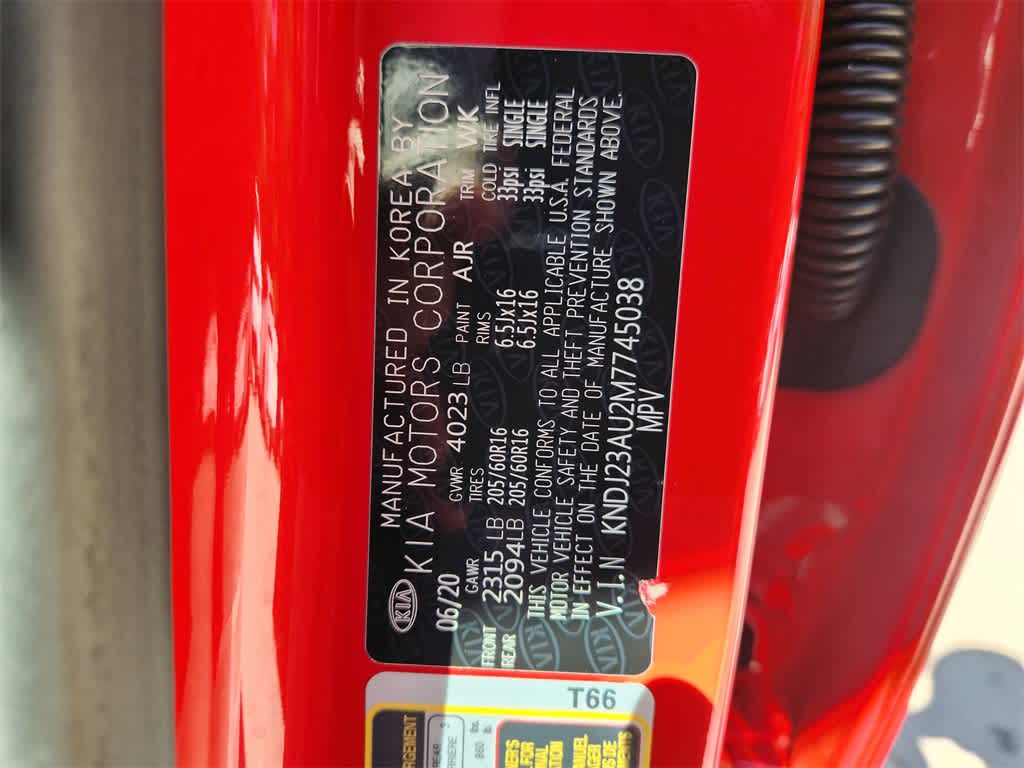 KIA
MANUFACTURED IN KOREA BY
KIA MOTORS CORPORATION
06/20 GVWR 4023 LB PAINT AJR TRIM WK
GAWR TIRES RIMS COLD TIRE INFL
FRONT 2315 LB 205/60R16 6.5Jx16 33psi SINGLE
REAR 2094LB 205/60R16 6.5Jx16 33psi SINGLE
THIS VEHICLE CONFORMS TO ALL APPLICABLE U.S.A. FEDERAL
MOTOR VEHICLE SAFETY AND THEFT PREVENTION STANDARDS
IN EFFECT ON THE DATE OF MANUFACTURE SHOWN ABOVE.
V.I.N KNDJ23AU2M7745038
MPV
T66